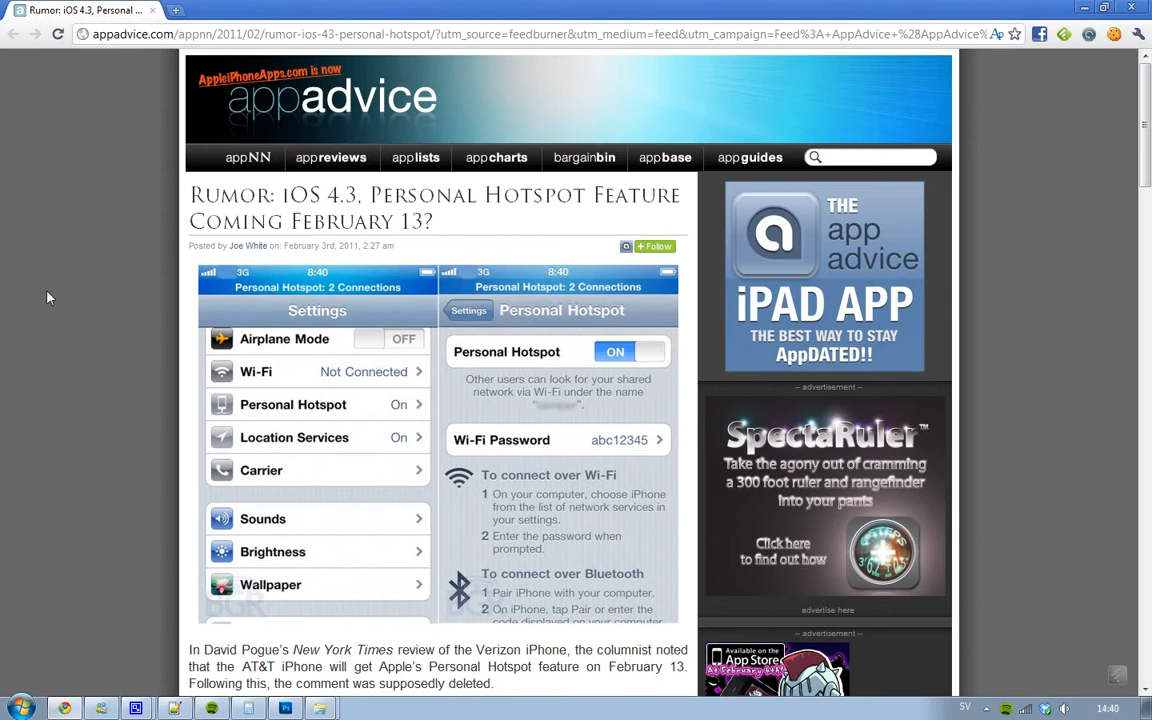 Rumor: iOS 4.3, Personal ...
appadvice.com/appnn/2011/02/rumor-ios-43-personal-hotspot/?utm_source=feedburner&utm_medium=feed&utm_campaign=Feed%3A+AppAdvice+%28AppAdvice%
AppleiPhoneApps.com is now
appadvice
appNN
appreviews
applists
appcharts
bargainbin
appbase
appguides
Rumor: iOS 4.3, Personal Hotspot Feature
Coming February 13?
Posted by Joe White on: February 3rd, 2011, 2.27 am
+ Follow
3G 8:40
Personal Hotspot: 2 Connections
Settings
Airplane Mode OFF
Wi-Fi Not Connected
Personal Hotspot On
Location Services On
Carrier
Sounds
Brightness
Wallpaper
BGR
3G 8:40
Personal Hotspot: 2 Connections
Settings Personal Hotspot
Personal Hotspot ON
Other users can look for your shared
network via Wi-Fi under the name
Wi-Fi Password abc12345
To connect over Wi-Fi
1 On your computer, choose iPhone
from the list of network services in
your settings.
2 Enter the password when
prompted.
To connect over Bluetooth
1 Pair iPhone with your computer.
2 On iPhone, tap Pair or enter the
code displayed on your computer
In David Pogue's New York Times review of the Verizon iPhone, the columnist noted
that the AT&T iPhone will get Apple's Personal Hotspot feature on February 13.
Following this, the comment was supposedly deleted.
THE
app
advice
iPAD APP
THE BEST WAY TO STAY
AppDATED!!
-- advertisement --
SpectaRuler™
Take the agony out of cramming
a 300 foot ruler and rangefinder
into your pants
Click here
to find out how
advertise here
-- advertisement --
Available on the
App Store
At February 6th!
SV
14:40